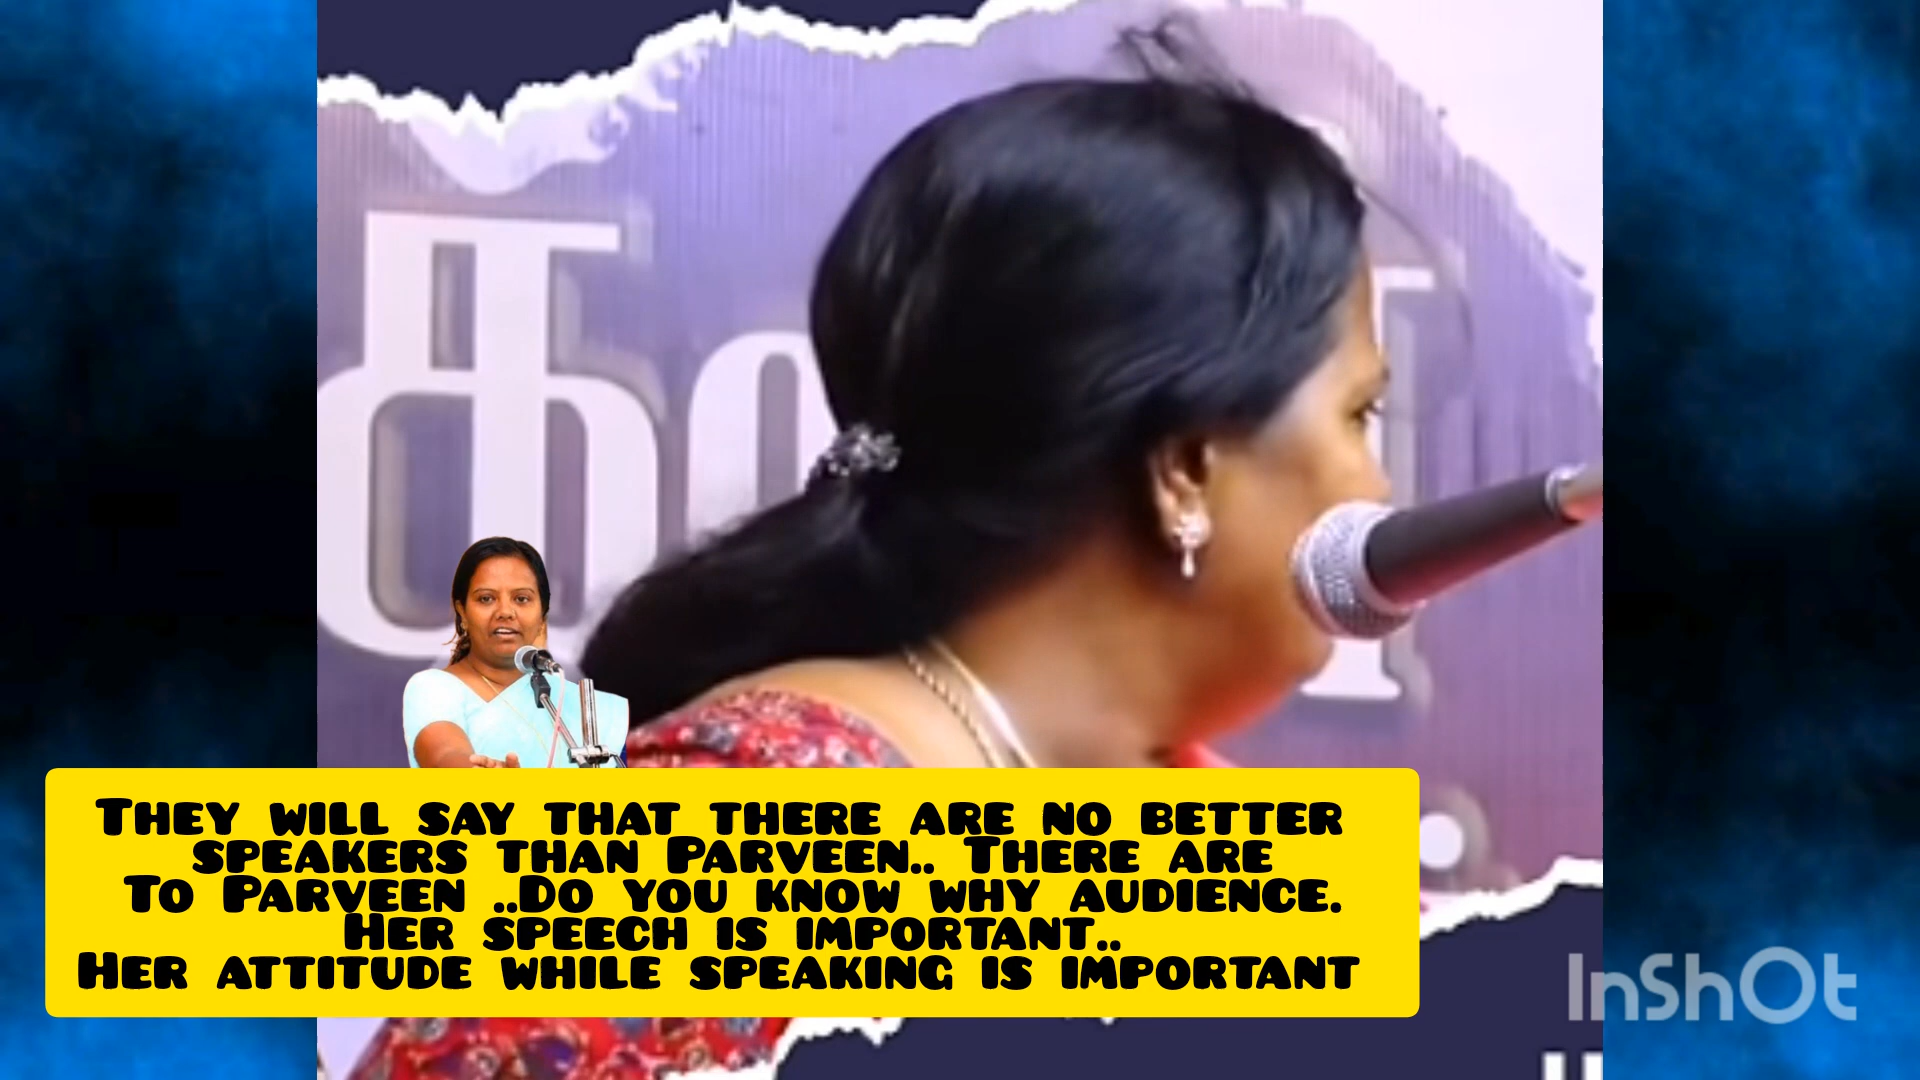 They will say that there are no better
speakers than Parveen.. There are
To Parveen ..Do you know why audience.
Her speech is important..
Her attitude while speaking is important
InShOt